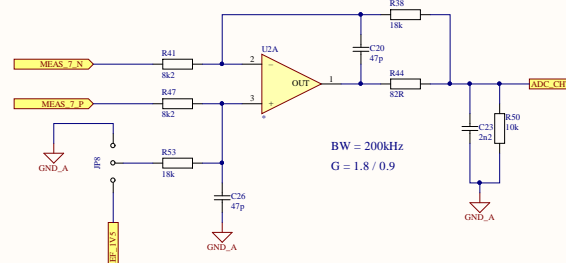 R38
18k
R41
8k2
U2A
2
3
1
OUT
C20
47p
R44
82R
MEAS_7_N
MEAS_7_P
R47
8k2
ADC_CH
C23
2n2
R50
10k
BW = 200kHz
G = 1.8 / 0.9
GND_A
JP8
R53
18k
C26
47p
GND_A
GND_A
EF_1V5